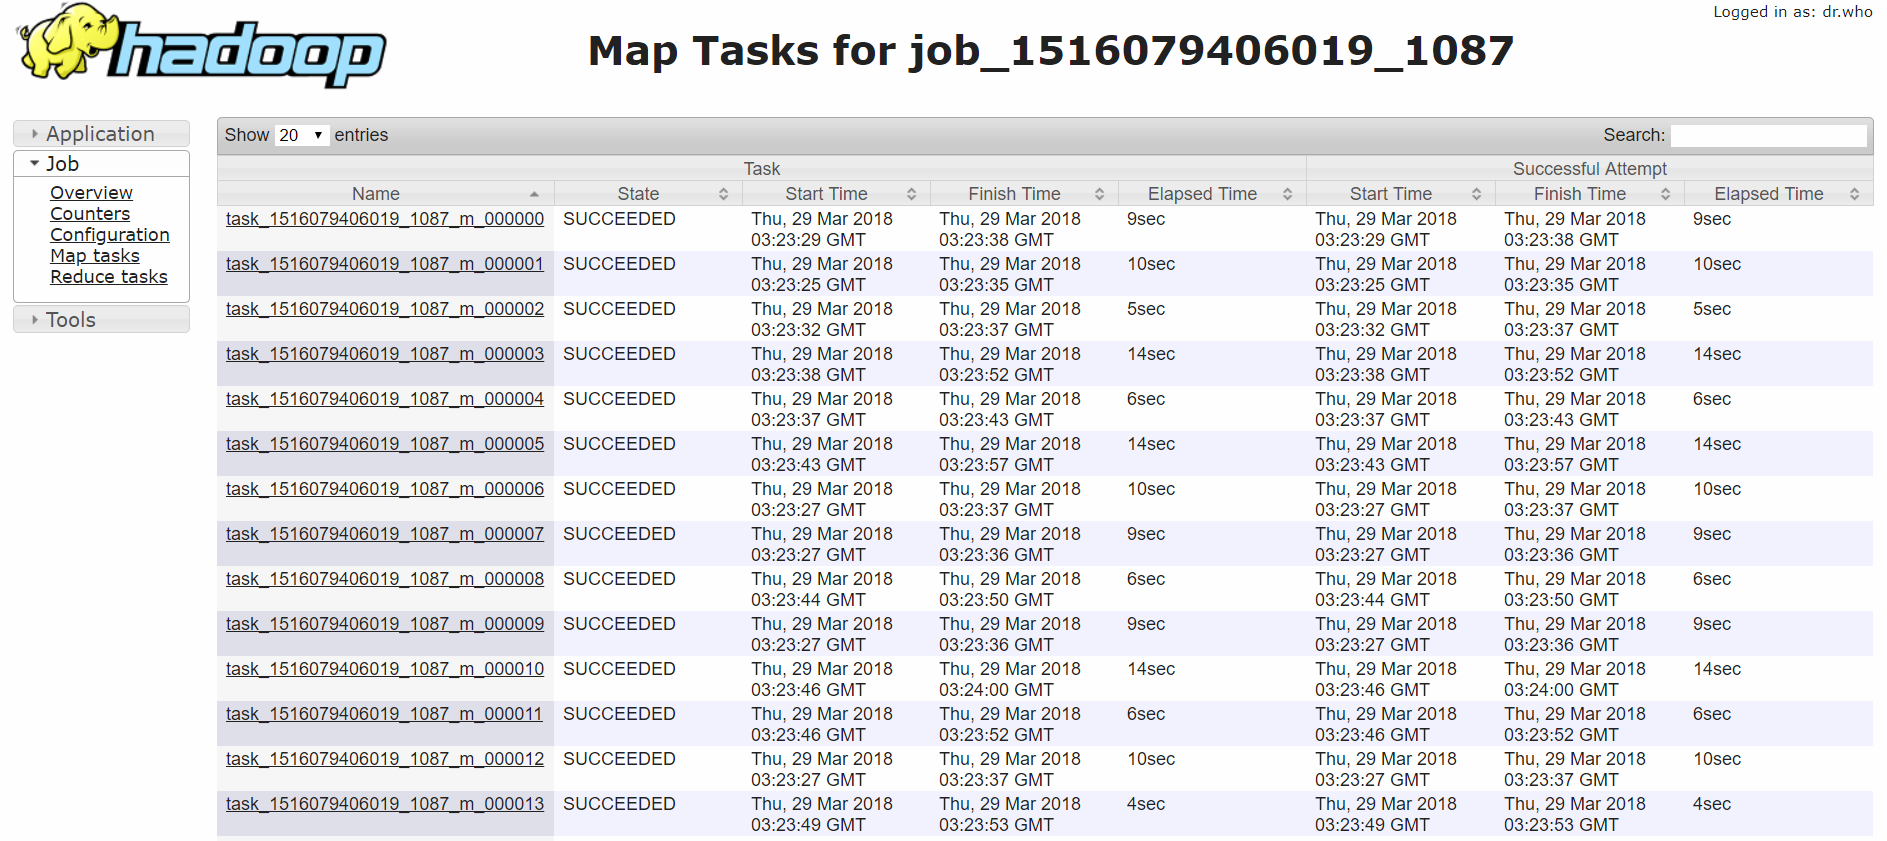 hadoop
Logged in as: dr.who
Map Tasks for job_1516079406019_1087
Application
Job
Overview
Counters
Configuration
Map tasks
Reduce tasks
Tools
Show 20 entries
Search:
Task Successful Attempt
Name State Start Time Finish Time Elapsed Time Start Time Finish Time Elapsed Time
task_1516079406019_1087_m_000000 SUCCEEDED Thu, 29 Mar 2018 Thu, 29 Mar 2018 9sec Thu, 29 Mar 2018 Thu, 29 Mar 2018 9sec
03:23:29 GMT 03:23:38 GMT 03:23:29 GMT 03:23:38 GMT
task_1516079406019_1087_m_000001 SUCCEEDED Thu, 29 Mar 2018 Thu, 29 Mar 2018 10sec Thu, 29 Mar 2018 Thu, 29 Mar 2018 10sec
03:23:25 GMT 03:23:35 GMT 03:23:25 GMT 03:23:35 GMT
task_1516079406019_1087_m_000002 SUCCEEDED Thu, 29 Mar 2018 Thu, 29 Mar 2018 5sec Thu, 29 Mar 2018 Thu, 29 Mar 2018 5sec
03:23:32 GMT 03:23:37 GMT 03:23:32 GMT 03:23:37 GMT
task_1516079406019_1087_m_000003 SUCCEEDED Thu, 29 Mar 2018 Thu, 29 Mar 2018 14sec Thu, 29 Mar 2018 Thu, 29 Mar 2018 14sec
03:23:38 GMT 03:23:52 GMT 03:23:38 GMT 03:23:52 GMT
task_1516079406019_1087_m_000004 SUCCEEDED Thu, 29 Mar 2018 Thu, 29 Mar 2018 6sec Thu, 29 Mar 2018 Thu, 29 Mar 2018 6sec
03:23:37 GMT 03:23:43 GMT 03:23:37 GMT 03:23:43 GMT
task_1516079406019_1087_m_000005 SUCCEEDED Thu, 29 Mar 2018 Thu, 29 Mar 2018 14sec Thu, 29 Mar 2018 Thu, 29 Mar 2018 14sec
03:23:43 GMT 03:23:57 GMT 03:23:43 GMT 03:23:57 GMT
task_1516079406019_1087_m_000006 SUCCEEDED Thu, 29 Mar 2018 Thu, 29 Mar 2018 10sec Thu, 29 Mar 2018 Thu, 29 Mar 2018 10sec
03:23:27 GMT 03:23:37 GMT 03:23:27 GMT 03:23:37 GMT
task_1516079406019_1087_m_000007 SUCCEEDED Thu, 29 Mar 2018 Thu, 29 Mar 2018 9sec Thu, 29 Mar 2018 Thu, 29 Mar 2018 9sec
03:23:27 GMT 03:23:36 GMT 03:23:27 GMT 03:23:36 GMT
task_1516079406019_1087_m_000008 SUCCEEDED Thu, 29 Mar 2018 Thu, 29 Mar 2018 6sec Thu, 29 Mar 2018 Thu, 29 Mar 2018 6sec
03:23:44 GMT 03:23:50 GMT 03:23:44 GMT 03:23:50 GMT
task_1516079406019_1087_m_000009 SUCCEEDED Thu, 29 Mar 2018 Thu, 29 Mar 2018 9sec Thu, 29 Mar 2018 Thu, 29 Mar 2018 9sec
03:23:27 GMT 03:23:36 GMT 03:23:27 GMT 03:23:36 GMT
task_1516079406019_1087_m_000010 SUCCEEDED Thu, 29 Mar 2018 Thu, 29 Mar 2018 14sec Thu, 29 Mar 2018 Thu, 29 Mar 2018 14sec
03:23:46 GMT 03:24:00 GMT 03:23:46 GMT 03:24:00 GMT
task_1516079406019_1087_m_000011 SUCCEEDED Thu, 29 Mar 2018 Thu, 29 Mar 2018 6sec Thu, 29 Mar 2018 Thu, 29 Mar 2018 6sec
03:23:46 GMT 03:23:52 GMT 03:23:46 GMT 03:23:52 GMT
task_1516079406019_1087_m_000012 SUCCEEDED Thu, 29 Mar 2018 Thu, 29 Mar 2018 10sec Thu, 29 Mar 2018 Thu, 29 Mar 2018 10sec
03:23:27 GMT 03:23:37 GMT 03:23:27 GMT 03:23:37 GMT
task_1516079406019_1087_m_000013 SUCCEEDED Thu, 29 Mar 2018 Thu, 29 Mar 2018 4sec Thu, 29 Mar 2018 Thu, 29 Mar 2018 4sec
03:23:49 GMT 03:23:53 GMT 03:23:49 GMT 03:23:53 GMT